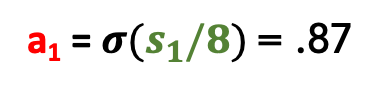 a₁ = σ(s₁/8) = .87